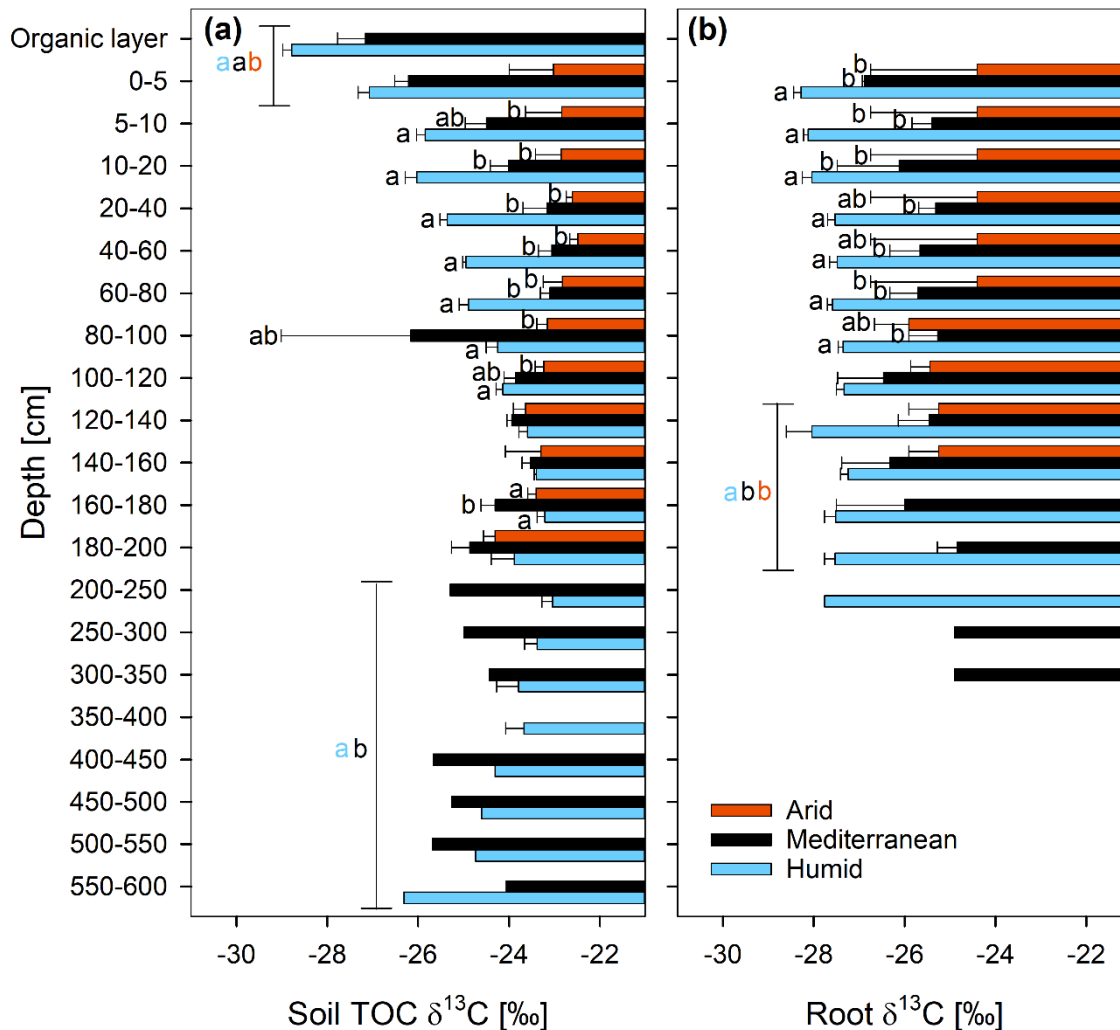 (a)
(b)
Organic layer
aab
0-5
b
b
a
5-10
b
ab
a
b
b
a
10-20
b
b
a
b
b
a
20-40
b
b
a
ab
b
a
40-60
b
b
a
ab
b
a
60-80
b
b
a
b
b
a
80-100
b
ab
a
ab
b
a
100-120
b
ab
a
120-140
140-160
abb
160-180
a
b
a
180-200
200-250
250-300
300-350
350-400
ab
400-450
450-500
500-550
550-600
Depth [cm]
Arid
Mediterranean
Humid
-30 -28 -26 -24 -22
-30 -28 -26 -24 -22
Soil TOC δ¹³C [‰]
Root δ¹³C [‰]